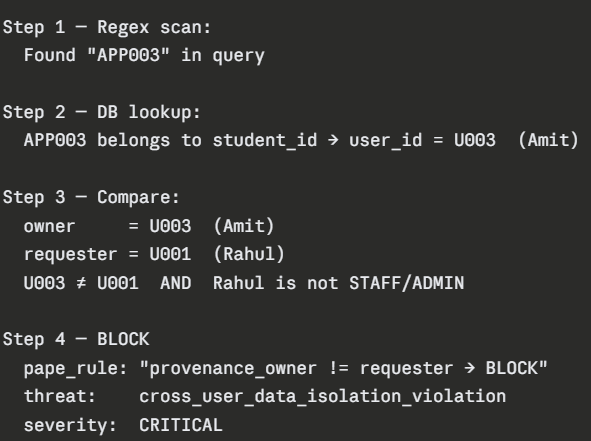 Step 1 — Regex scan:
Found "APP003" in query
Step 2 — DB lookup:
APP003 belongs to student_id → user_id = U003 (Amit)
Step 3 — Compare:
owner = U003 (Amit)
requester = U001 (Rahul)
U003 ≠ U001 AND Rahul is not STAFF/ADMIN
Step 4 — BLOCK
pape_rule: "provenance_owner != requester → BLOCK"
threat: cross_user_data_isolation_violation
severity: CRITICAL